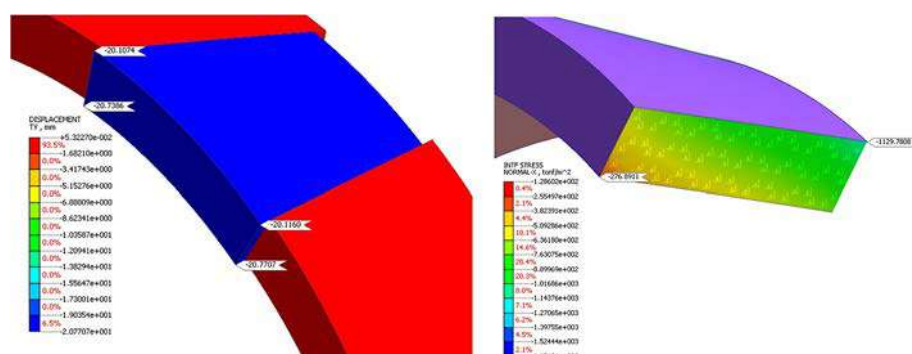 -20.1074
-20.7386
DISPLACEMENT
TY , mm
+5.32270e-002
93.5%
-1.68210e+000
0.0%
-3.41743e+000
0.0%
-5.15276e+000
0.0%
-6.88809e+000
0.0%
-8.62341e+000
0.0%
-1.03587e+001
0.0%
-1.20941e+001
0.0%
-1.38294e+001
0.0%
-1.55647e+001
0.0%
-1.73001e+001
0.0%
-1.90354e+001
6.5%
-2.07707e+001
-20.1160
-20.7707
-1129.7808
-276.8911
INTF STRESS
NORMAL-X , tonf/m^2
-1.28602e+002
0.4%
-2.55497e+002
2.1%
-3.82391e+002
4.4%
-5.09286e+002
10.1%
-6.36180e+002
14.6%
-7.63075e+002
20.4%
-8.89969e+002
20.3%
-1.01686e+003
8.0%
-1.14376e+003
7.1%
-1.27065e+003
6.2%
-1.39755e+003
4.5%
-1.52444e+003
2.1%